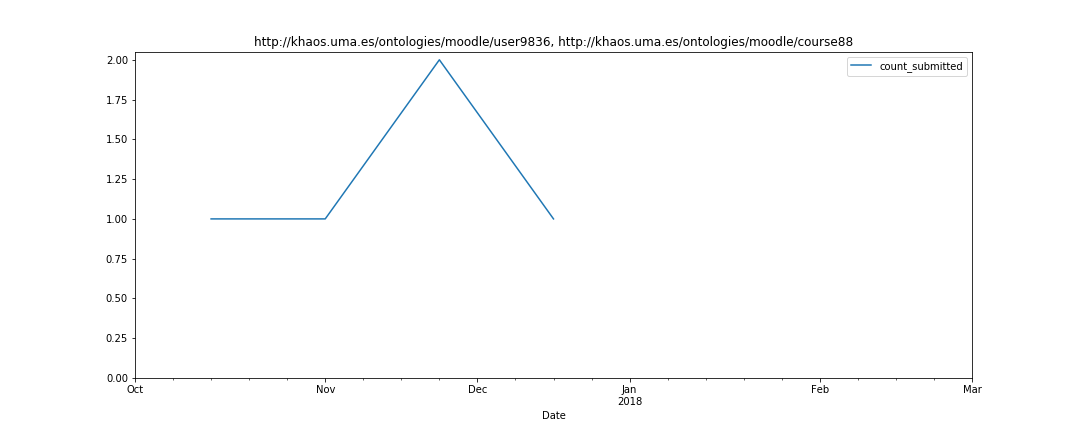 http://khaos.uma.es/ontologies/moodle/user9836, http://khaos.uma.es/ontologies/moodle/course88
count_submitted
2.00
1.75
1.50
1.25
1.00
0.75
0.50
0.25
0.00
Oct Nov Dec Jan Feb Mar
2018
Date